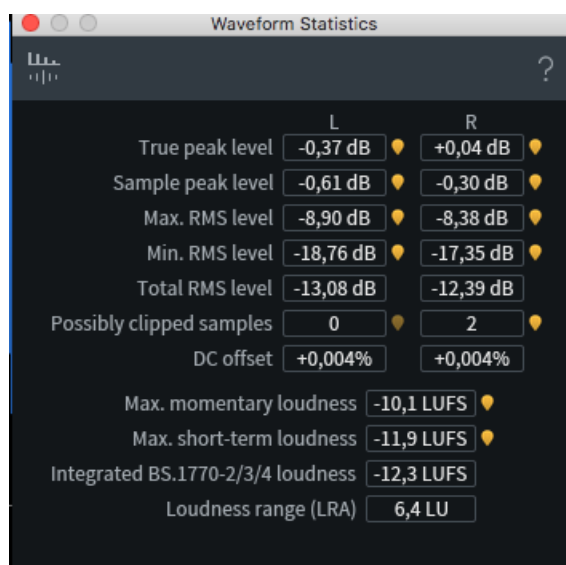 Waveform Statistics
?
L R
True peak level -0,37 dB +0,04 dB
Sample peak level -0,61 dB -0,30 dB
Max. RMS level -8,90 dB -8,38 dB
Min. RMS level -18,76 dB -17,35 dB
Total RMS level -13,08 dB -12,39 dB
Possibly clipped samples 0 2
DC offset +0,004% +0,004%
Max. momentary loudness -10,1 LUFS
Max. short-term loudness -11,9 LUFS
Integrated BS.1770-2/3/4 loudness -12,3 LUFS
Loudness range (LRA) 6,4 LU